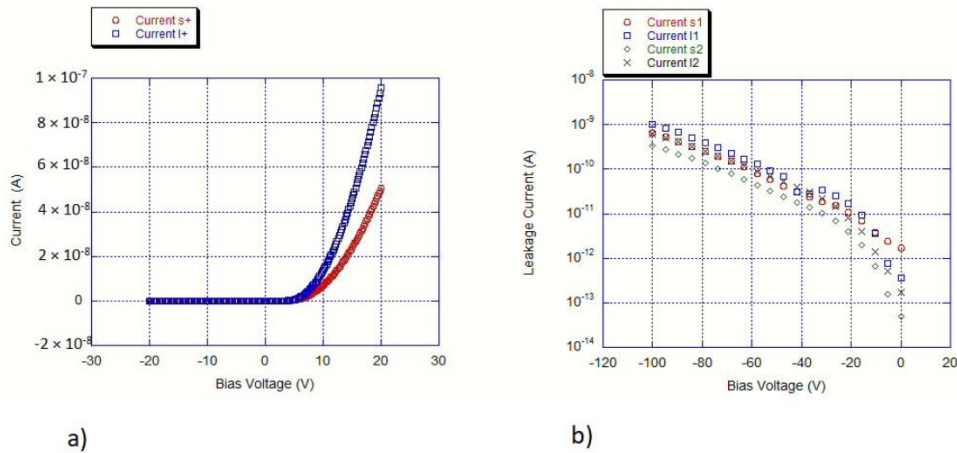 Current s+
Current l+
1 × 10⁻⁷
8 × 10⁻⁸
6 × 10⁻⁸
4 × 10⁻⁸
2 × 10⁻⁸
0
-2 × 10⁻⁸
Current (A)
-30 -20 -10 0 10 20 30
Bias Voltage (V)
a)
Current s1
Current l1
Current s2
Current l2
10⁻⁸
10⁻⁹
10⁻¹⁰
10⁻¹¹
10⁻¹²
10⁻¹³
10⁻¹⁴
Leakage Current (A)
-120 -100 -80 -60 -40 -20 0 20
Bias Voltage (V)
b)